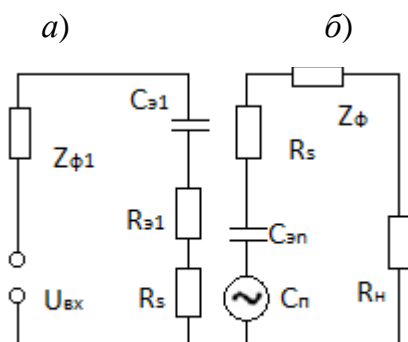 а) б)
Cэ1
Zф
Zф1
Rs
Rэ1
Cэп
Uвх
Rs
Cп
Rн